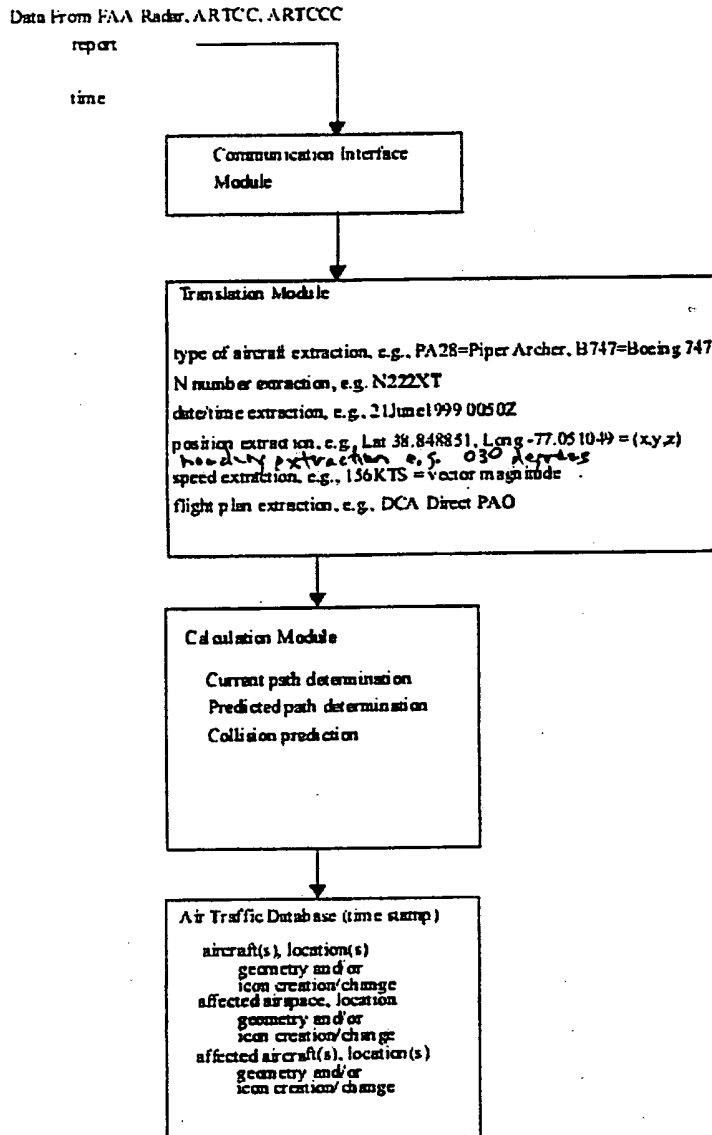 Data From FAA Radar, ARTCC, ARTCCC
report
time
Communication Interface
Module
Translation Module
type of aircraft extraction, e.g., PA28=Piper Archer, B747=Boeing 747
N number extraction, e.g. N222XT
date/time extraction, e.g., 21June1999 0050Z
position extraction, e.g., Lat 38.848851, Long -77.051049 = (x,y,z)
heading extraction e.g. 030 degrees
speed extraction, e.g., 156KTS = vector magnitude
flight plan extraction, e.g., DCA Direct PAO
Calculation Module
Current path determination
Predicted path determination
Collision prediction
Air Traffic Database (time stamp)
aircraft(s), location(s)
geometry and/or
icon creation/change
affected airspace, location
geometry and/or
icon creation/change
affected aircraft(s), location(s)
geometry and/or
icon creation/change